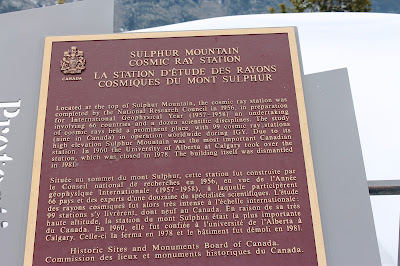 CANADA
SULPHUR MOUNTAIN
COSMIC RAY STATION
LA STATION D'ÉTUDE DES RAYONS
COSMIQUES DU MONT SULPHUR
Located at the top of Sulphur Mountain, the cosmic ray station was
completed by the National Research Council in 1956, in preparation
for International Geophysical Year (1957-1958) an undertaking
involving 66 countries and a dozen scientific disciplines. The study
of cosmic rays held a prominent place, with 99 cosmic ray stations
(nine in Canada) in operation worldwide during IGY. Due to its
high elevation Sulphur Mountain was the most important Canadian
station. In 1960, the University of Alberta at Calgary took over the
station, which was closed in 1978. The building itself was dismantled
in 1981.
Située au sommet du mont Sulphur, cette station fut construite par
le Conseil national de recherches en 1956, en vue de l'Année
géophysique Internationale (1957-1958), à laquelle participèrent
66 pays et des experts d'une douzaine de spécialités scientifiques. L'étude
des rayons cosmiques fut alors très intense à l'échelle internationale:
99 stations s'y livrèrent, dont neuf au Canada. En raison de sa très
haute altitude, la station du mont Sulphur était la plus importante
du Canada. En 1960, elle fut confiée à l'université de l'Alberta à
Calgary. Celle-ci la ferma en 1978 et le bâtiment fut démoli en 1981.
Historic Sites and Monuments Board of Canada.
Commission des lieux et monuments historiques du Canada.